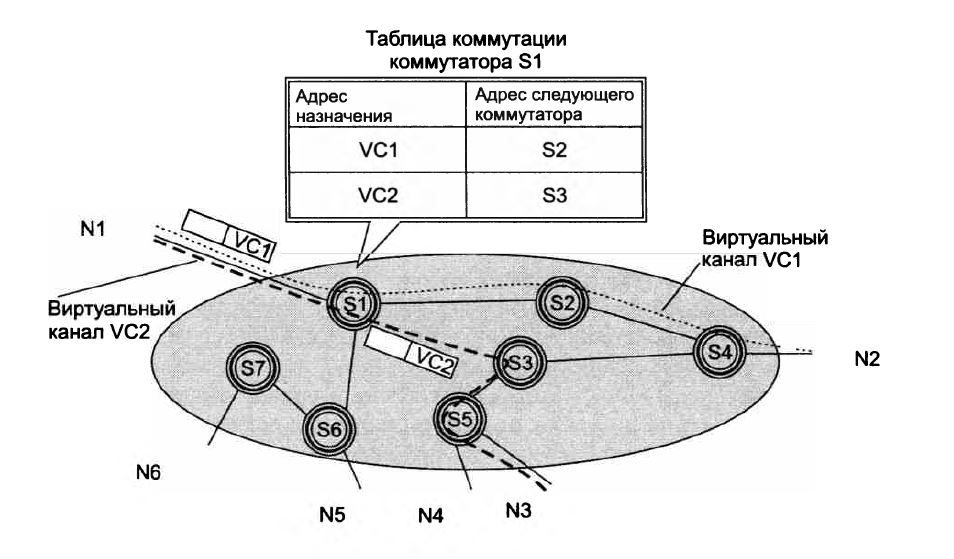 Таблица коммутации
коммутатора S1
Адрес
назначения
Адрес следующего
коммутатора
VC1
S2
VC2
S3
N1
VC1
Виртуальный
канал VC1
Виртуальный
канал VC2
S1
S2
VC2
S3
S4
N2
S7
S5
S6
N6
N5
N4
N3